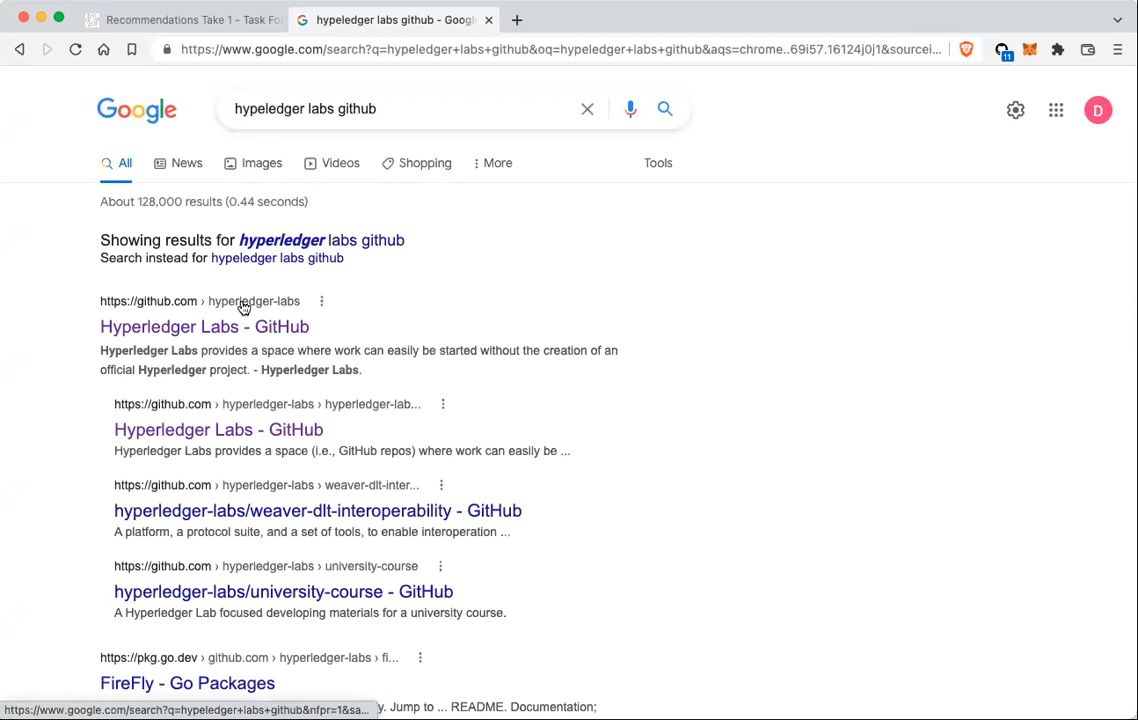 Recommendations Take 1 - Task Fo
hypeledger labs github - Goog
https://www.google.com/search?q=hypeledger+labs+github&oq=hypeledger+labs+github&aqs=chrome..69i57.16124j0j1&sourcei...
11
Google
hypeledger labs github
D
All
News
Images
Videos
Shopping
More
Tools
About 128,000 results (0.44 seconds)
Showing results for hyperledger labs github
Search instead for hypeledger labs github
https://github.com › hyperledger-labs
Hyperledger Labs - GitHub
Hyperledger Labs provides a space where work can easily be started without the creation of an
official Hyperledger project. - Hyperledger Labs.
https://github.com › hyperledger-labs › hyperledger-lab...
Hyperledger Labs - GitHub
Hyperledger Labs provides a space (i.e., GitHub repos) where work can easily be ...
https://github.com › hyperledger-labs › weaver-dlt-inter...
hyperledger-labs/weaver-dlt-interoperability - GitHub
A platform, a protocol suite, and a set of tools, to enable interoperation ...
https://github.com › hyperledger-labs › university-course
hyperledger-labs/university-course - GitHub
A Hyperledger Lab focused developing materials for a university course.
https://pkg.go.dev › github.com › hyperledger-labs › fi...
FireFly - Go Packages
y. Jump to ... README. Documentation;
https://www.google.com/search?q=hypeledger+labs+github&nfpr=1&sa...